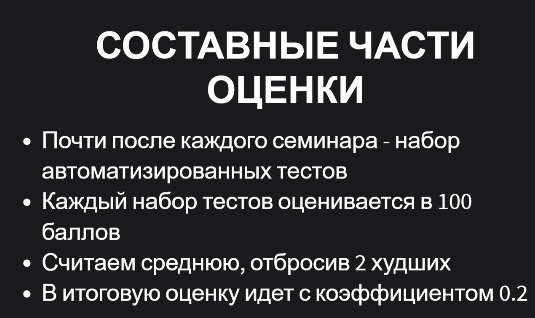 СОСТАВНЫЕ ЧАСТИ
ОЦЕНКИ
• Почти после каждого семинара - набор
автоматизированных тестов
• Каждый набор тестов оценивается в 100
баллов
• Считаем среднюю, отбросив 2 худших
• В итоговую оценку идет с коэффициентом 0.2